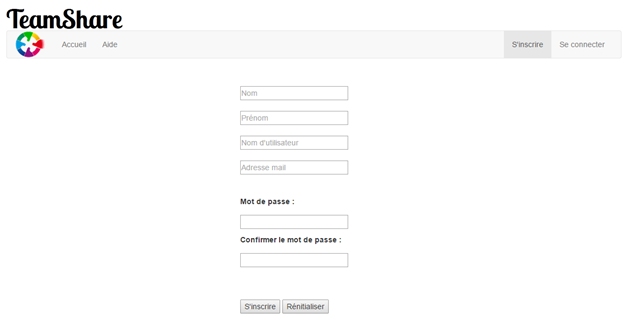 TeamShare
Accueil Aide S'inscrire Se connecter
Nom
Prénom
Nom d'utilisateur
Adresse mail
Mot de passe :
Confirmer le mot de passe :
S'inscrire Rénitialiser